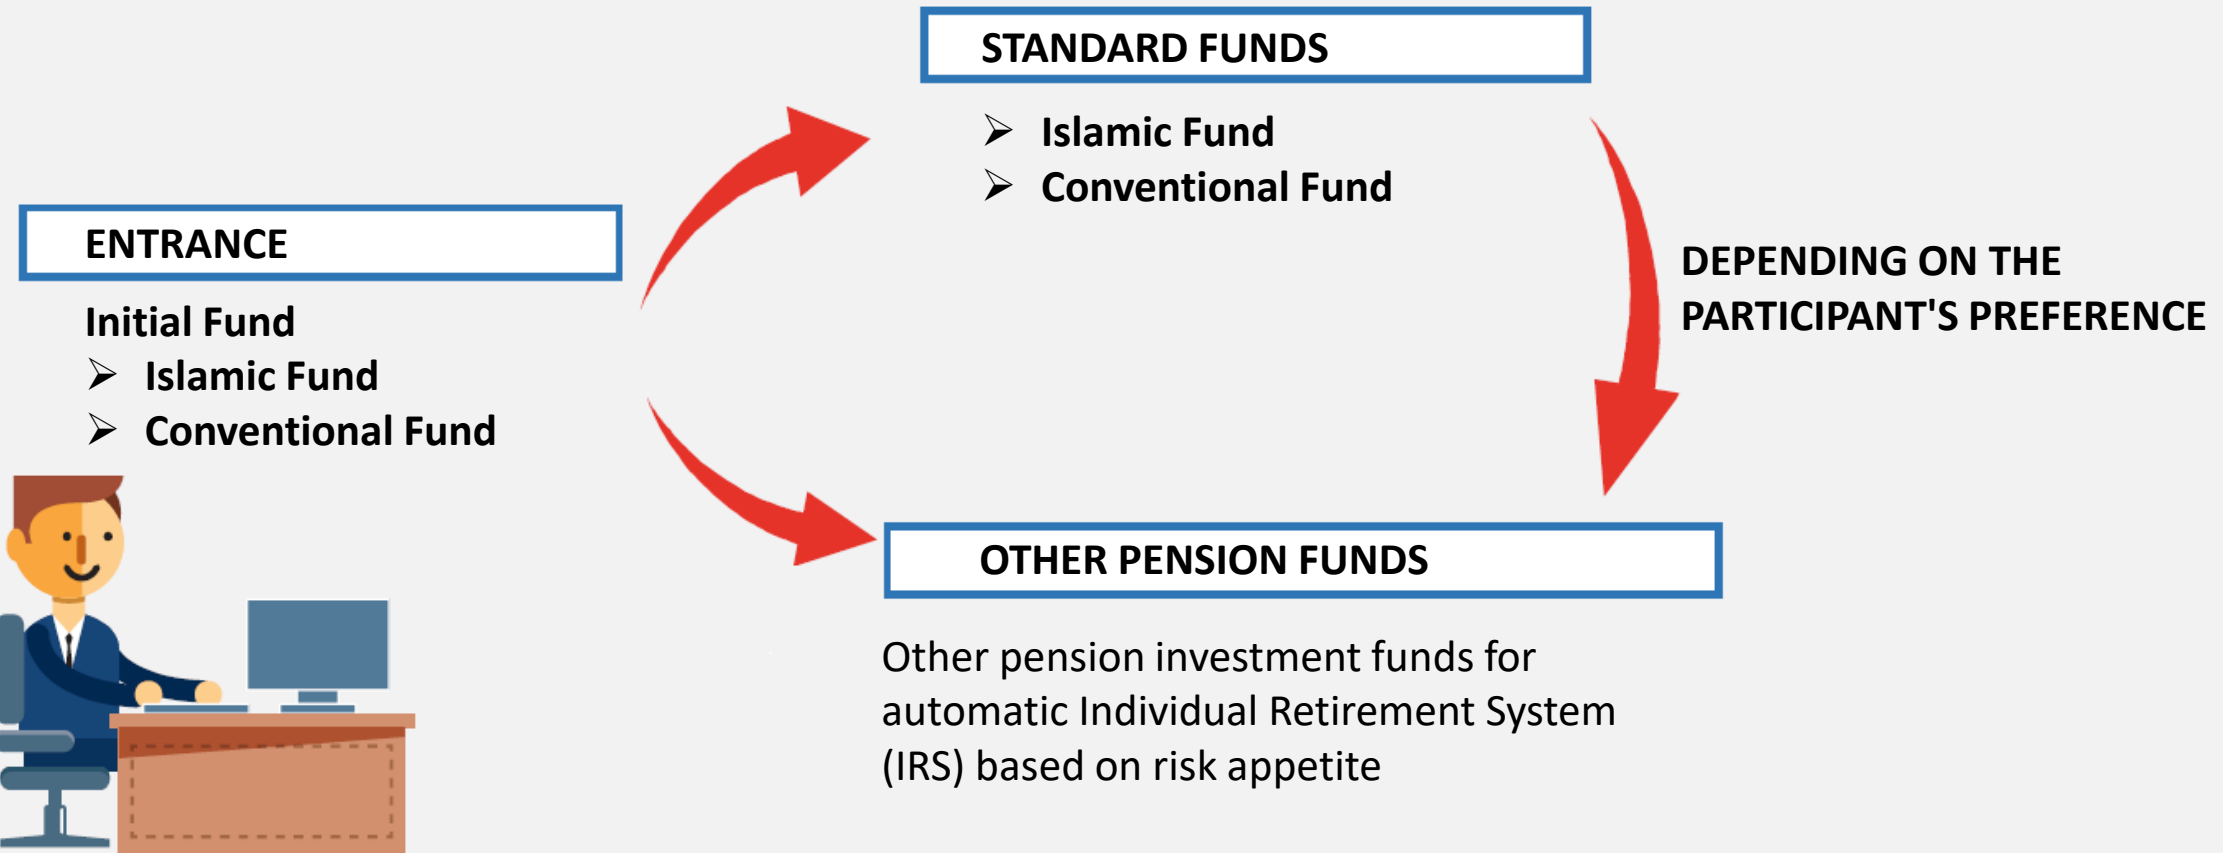 ENTRANCE
Initial Fund
➢ Islamic Fund
➢ Conventional Fund
STANDARD FUNDS
➢ Islamic Fund
➢ Conventional Fund
DEPENDING ON THE
PARTICIPANT'S PREFERENCE
OTHER PENSION FUNDS
Other pension investment funds for
automatic Individual Retirement System
(IRS) based on risk appetite